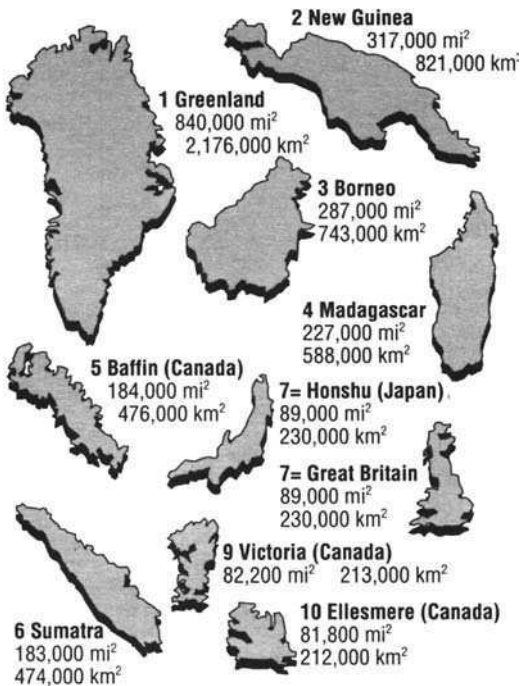 1 Greenland
840,000 mi²
2,176,000 km²
2 New Guinea
317,000 mi²
821,000 km²
3 Borneo
287,000 mi²
743,000 km²
4 Madagascar
227,000 mi²
588,000 km²
5 Baffin (Canada)
184,000 mi²
476,000 km²
6 Sumatra
183,000 mi²
474,000 km²
7= Honshu (Japan)
89,000 mi²
230,000 km²
7= Great Britain
89,000 mi²
230,000 km²
9 Victoria (Canada)
82,200 mi² 213,000 km²
10 Ellesmere (Canada)
81,800 mi²
212,000 km²